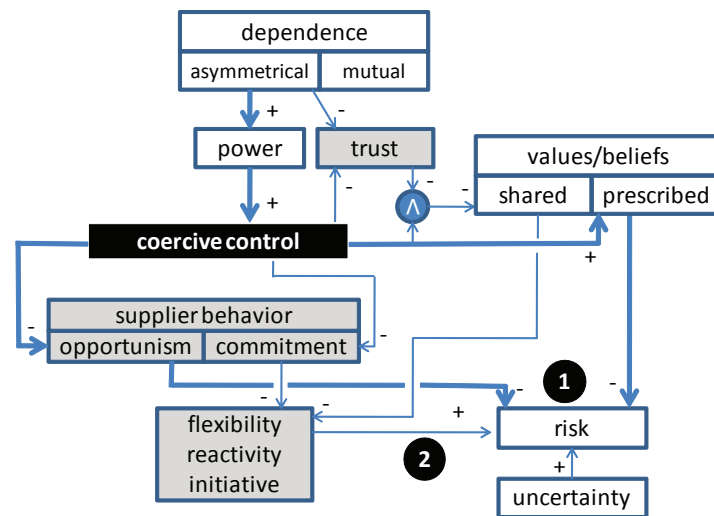 dependence
asymmetrical mutual
+ -
power trust
values/beliefs
- - -
shared prescribed
+
Λ
coercive control
+
supplier behavior
- opportunism commitment -
1
- - - -
flexibility + risk
reactivity 2
initiative +
uncertainty